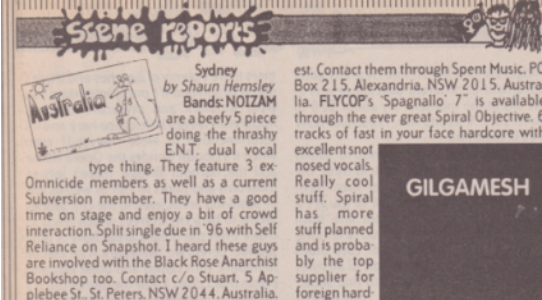 Scene reports
Australia
Sydney
by Shaun Hemsley
Bands: NOIZAM
are a beefy 5 piece
doing the thrashy
E.N.T. dual vocal
type thing. They feature 3 ex-
Omnicide members as well as a current
Subversion member. They have a good
time on stage and enjoy a bit of crowd
interaction. Split single due in '96 with Self
Reliance on Snapshot. I heard these guys
are involved with the Black Rose Anarchist
Bookshop too. Contact c/o Stuart. 5 Ap-
plebee St., St. Peters, NSW 2044, Australia.
est. Contact them through Spent Music. PO
Box 215. Alexandria. NSW 2015. Austra-
lia. FLYCOP's 'Spagnallo' 7" is available
through the ever great Spiral Objective. 6
tracks of fast in your face hardcore with
excellent snot
nosed vocals.
Really cool
stuff. Spiral
has more
stuff planned
and is proba-
bly the top
supplier for
foreign hard-
GILGAMESH